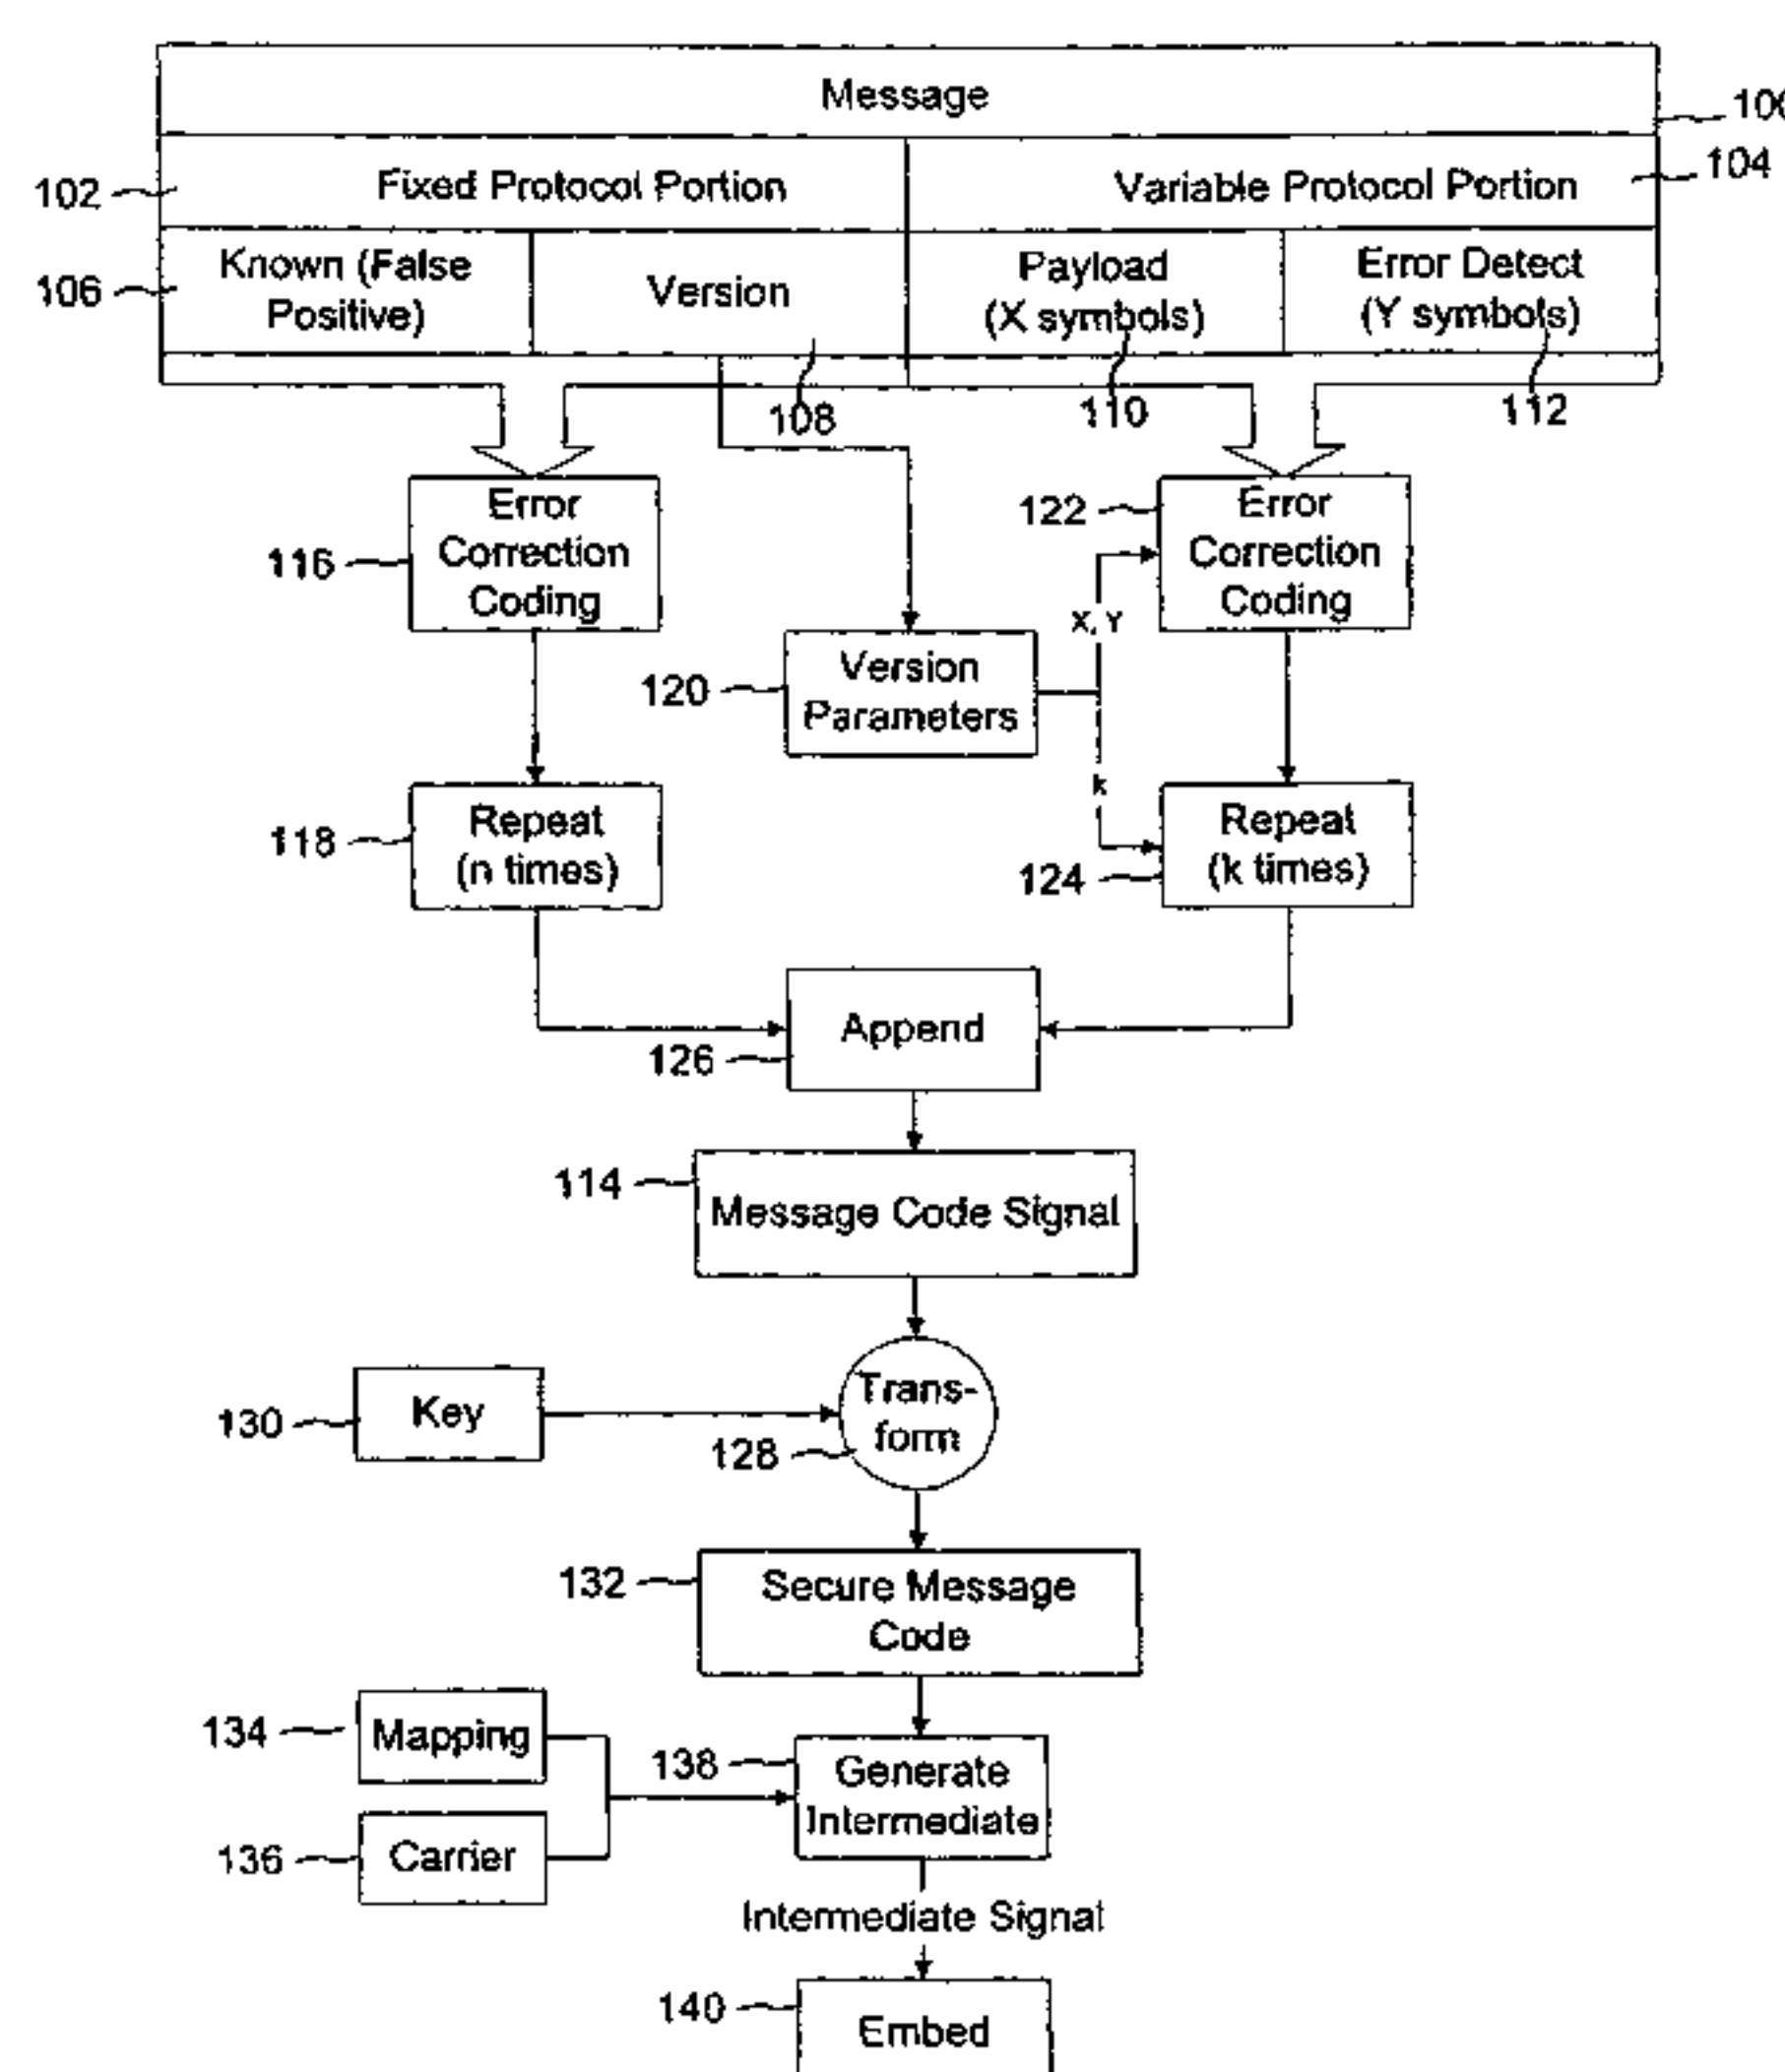 Message
100
102
Fixed Protocol Portion
Variable Protocol Portion
104
106
Known (False
Positive)
Version
Payload
(X symbols)
Error Detect
(Y symbols)
108
110
112
116
Error
Correction
Coding
122
Error
Correction
Coding
X, Y
120
Version
Parameters
k
118
Repeat
(n times)
124
Repeat
(k times)
126
Append
114
Message Code Signal
130
Key
Trans-
form
128
132
Secure Message
Code
134
Mapping
138
Generate
Intermediate
136
Carrier
Intermediate Signal
140
Embed